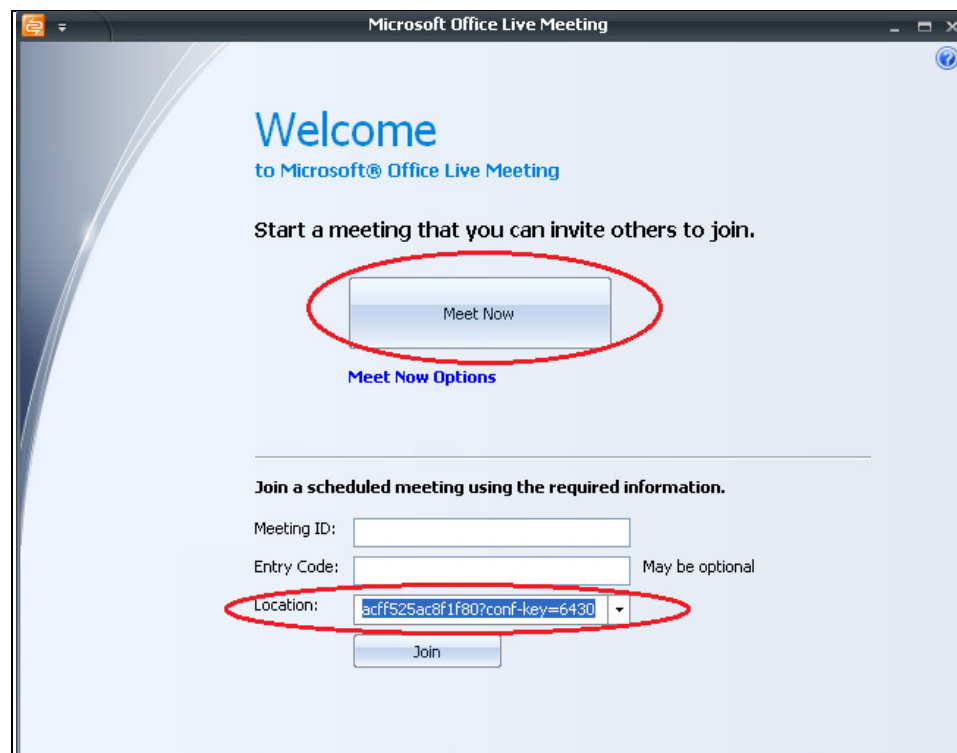 Microsoft Office Live Meeting
Welcome
to Microsoft® Office Live Meeting
Start a meeting that you can invite others to join.
Meet Now
Meet Now Options
Join a scheduled meeting using the required information.
Meeting ID:
Entry Code: May be optional
Location: acff525ac8f1f80?conf-key=6430
Join